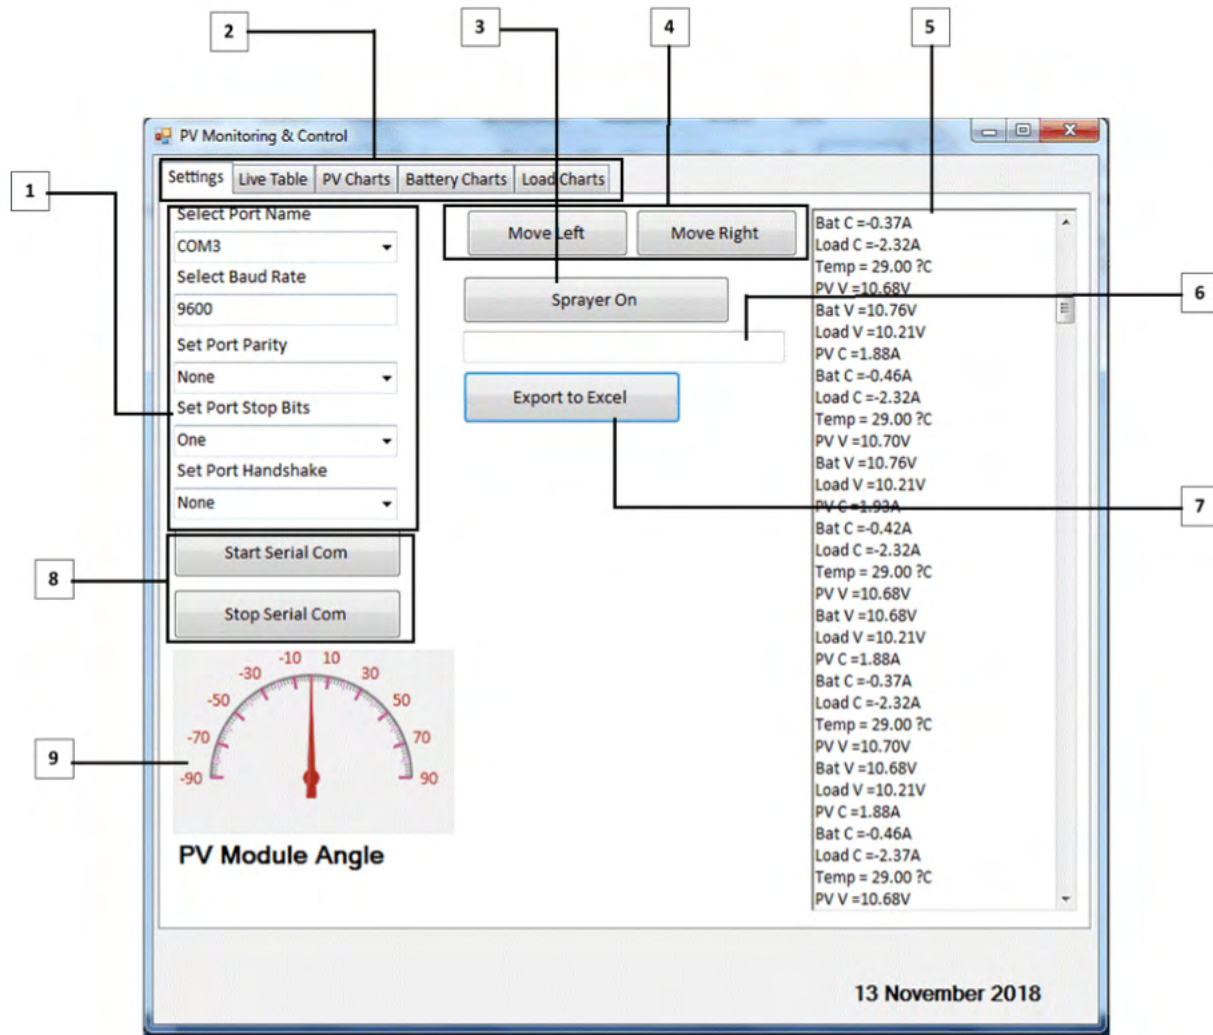 2
3
4
5
PV Monitoring & Control
1
Settings
Live Table
PV Charts
Battery Charts
Load Charts
Select Port Name
COM3
Select Baud Rate
9600
Set Port Parity
None
Set Port Stop Bits
One
Set Port Handshake
None
Start Serial Com
Stop Serial Com
8
Move Left
Move Right
Sprayer On
6
Export to Excel
7
Bat C =-0.37A
Load C =-2.32A
Temp = 29.00 ?C
PV V =10.68V
Bat V =10.76V
Load V =10.21V
PV C =1.88A
Bat C =-0.46A
Load C =-2.32A
Temp = 29.00 ?C
PV V =10.70V
Bat V =10.76V
Load V =10.21V
PV C =1.93A
Bat C =-0.42A
Load C =-2.32A
Temp = 29.00 ?C
PV V =10.68V
Bat V =10.68V
Load V =10.21V
PV C =1.88A
Bat C =-0.37A
Load C =-2.32A
Temp = 29.00 ?C
PV V =10.70V
Bat V =10.68V
Load V =10.21V
PV C =1.88A
Bat C =-0.46A
Load C =-2.37A
Temp = 29.00 ?C
PV V =10.68V
9
-90
-70
-50
-30
-10
10
30
50
70
90
PV Module Angle
13 November 2018